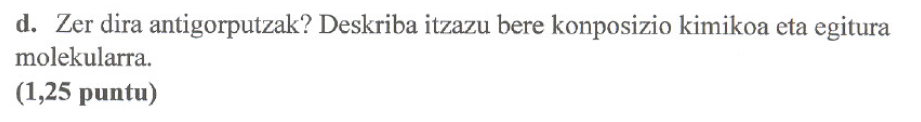 d. Zer dira antigorputzak? Deskriba itzazu bere konposizio kimikoa eta egitura
molekularra.
(1,25 puntu)